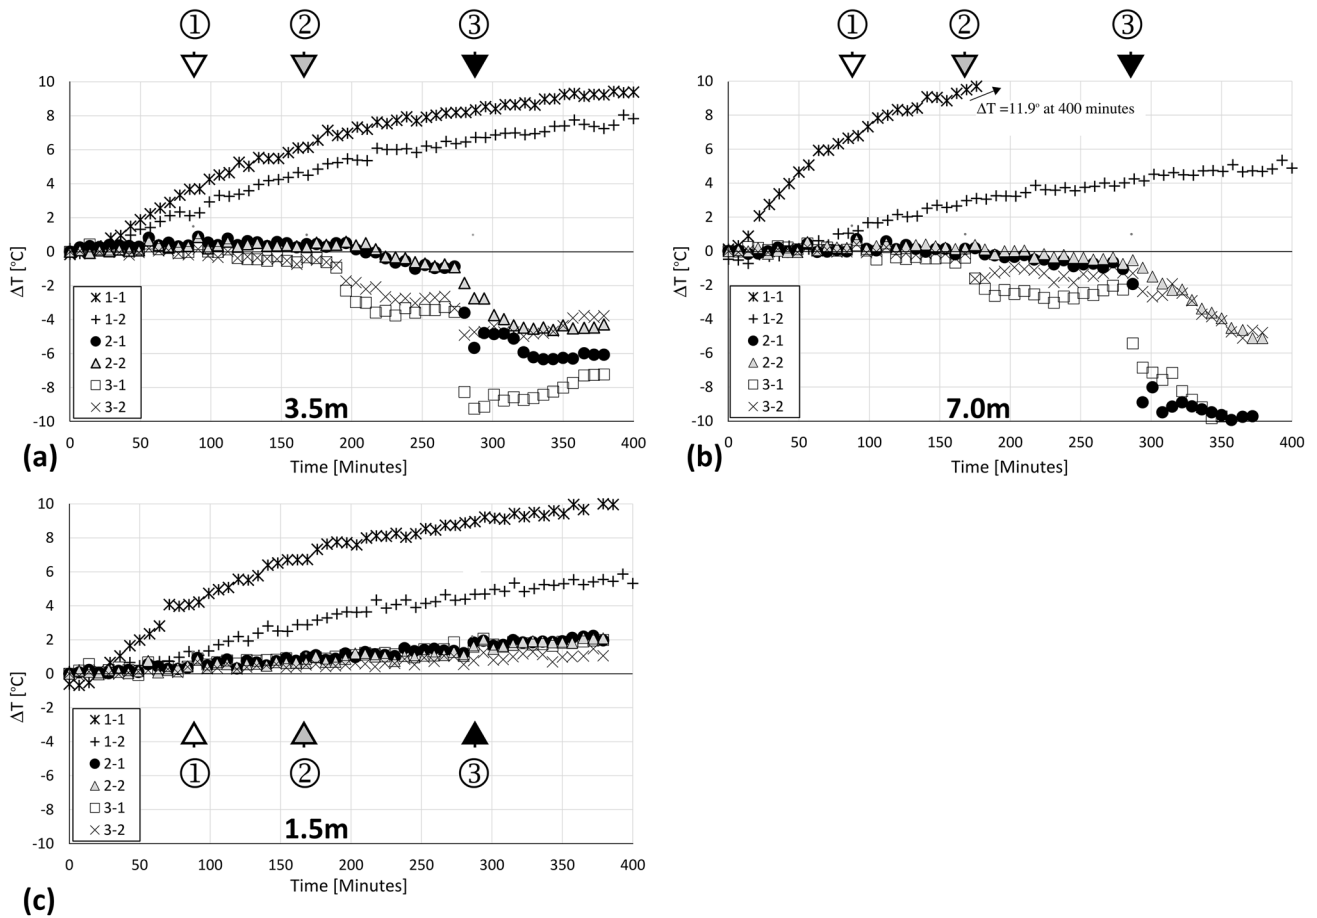 ① ② ③
10
8
6
4
2
0
-2
-4
-6
-8
-10
ΔT [°C]
1-1
1-2
2-1
2-2
3-1
3-2
3.5m
0 50 100 150 200 250 300 350 400
(a)
Time [Minutes]
① ② ③
10
8
6
4
2
0
-2
-4
-6
-8
-10
ΔT [°C]
ΔT =11.9° at 400 minutes
1-1
1-2
2-1
2-2
3-1
3-2
7.0m
0 50 100 150 200 250 300 350 400
(b)
Time [Minutes]
10
8
6
4
2
0
-2
-4
-6
-8
-10
ΔT [°C]
1-1
1-2
2-1
2-2
3-1
3-2
① ② ③
1.5m
0 50 100 150 200 250 300 350 400
Time [Minutes]
(c)